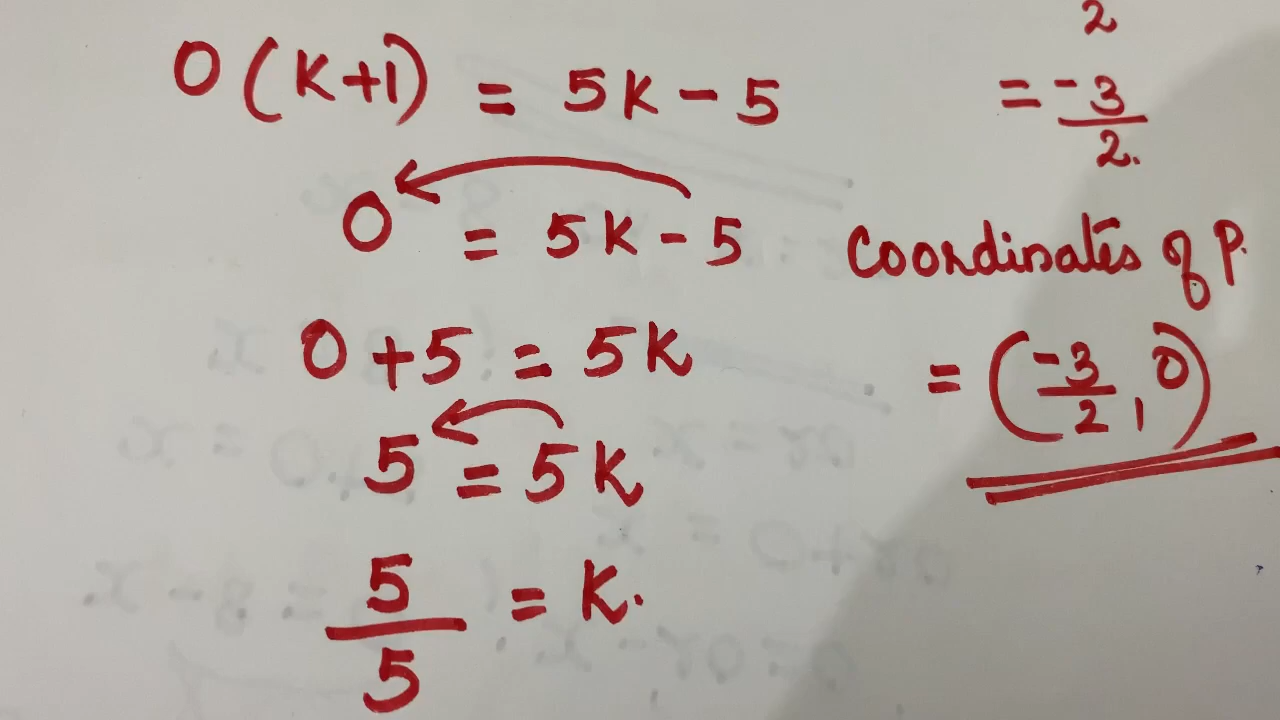 0 (K+1) = 5K - 5
0 = 5K - 5
0 + 5 = 5K
5 = 5K
5/5 = K.
2
= -3/2.
Coordinates of P.
= (-3/2, 0)